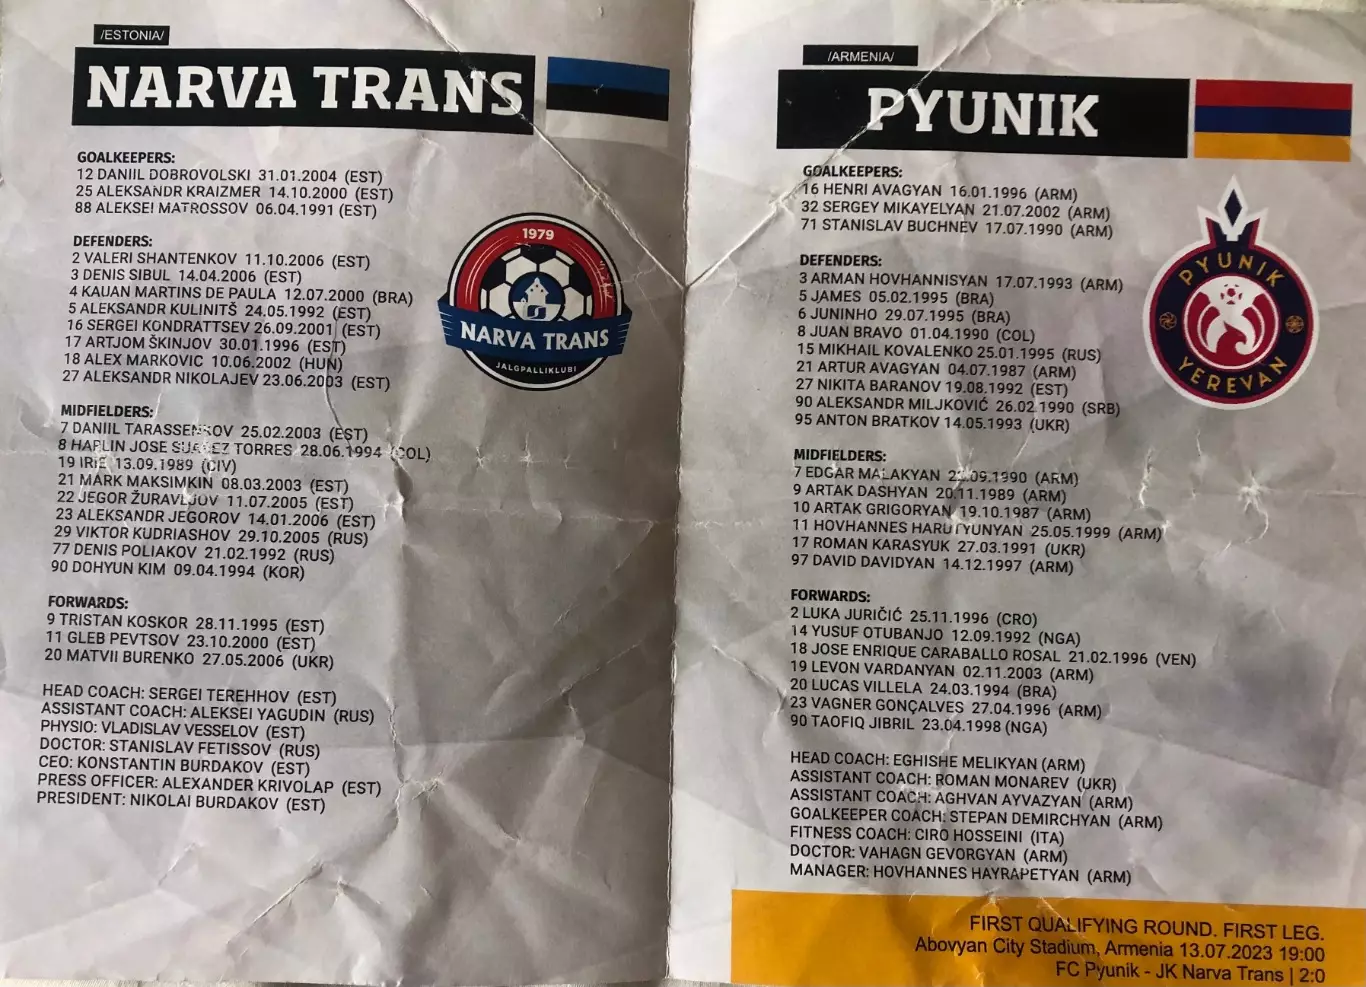 /ESTONIA/
NARVA TRANS
GOALKEEPERS:
12 DANIIL DOBROVOLSKI 31.01.2004 (EST)
25 ALEKSANDR KRAIZMER 14.10.2000 (EST)
88 ALEKSEI MATROSSOV 06.04.1991 (EST)
DEFENDERS:
2 VALERI SHANTENKOV 11.10.2006 (EST)
3 DENIS SIBUL 14.04.2006 (EST)
4 KAUAN MARTINS DE PAULA 12.07.2000 (BRA)
5 ALEKSANDR KULINITŠ 24.05.1992 (EST)
16 SERGEI KONDRATTSEV 26.09.2001 (EST)
17 ARTJOM ŠKINJOV 30.01.1996 (EST)
18 ALEX MARKOVIC 10.06.2002 (HUN)
27 ALEKSANDR NIKOLAJEV 23.06.2003 (EST)
MIDFIELDERS:
7 DANIIL TARASSENKOV 25.02.2003 (EST)
8 HAPLIN JOSE SUAREZ TORRES 28.06.1994 (COL)
19 IRIE 13.09.1989 (CIV)
21 MARK MAKSIMKIN 08.03.2003 (EST)
22 JEGOR ŽURAVLJOV 11.07.2005 (EST)
23 ALEKSANDR JEGOROV 14.01.2006 (EST)
29 VIKTOR KUDRIASHOV 29.10.2005 (RUS)
77 DENIS POLIAKOV 21.02.1992 (RUS)
90 DOHYUN KIM 09.04.1994 (KOR)
FORWARDS:
9 TRISTAN KOSKOR 28.11.1995 (EST)
11 GLEB PEVTSOV 23.10.2000 (EST)
20 MATVII BURENKO 27.05.2006 (UKR)
HEAD COACH: SERGEI TEREHHOV (EST)
ASSISTANT COACH: ALEKSEI YAGUDIN (RUS)
PHYSIO: VLADISLAV VESSELOV (EST)
DOCTOR: STANISLAV FETISSOV (RUS)
CEO: KONSTANTIN BURDAKOV (EST)
PRESS OFFICER: ALEXANDER KRIVOLAP (EST)
PRESIDENT: NIKOLAI BURDAKOV (EST)
1979
NARVA TRANS
JALGPALLIKLUBI
/ARMENIA/
PYUNIK
GOALKEEPERS:
16 HENRI AVAGYAN 16.01.1996 (ARM)
32 SERGEY MIKAYELYAN 21.07.2002 (ARM)
71 STANISLAV BUCHNEV 17.07.1990 (ARM)
DEFENDERS:
3 ARMAN HOVHANNISYAN 17.07.1993 (ARM)
5 JAMES 05.02.1995 (BRA)
6 JUNINHO 29.07.1995 (BRA)
8 JUAN BRAVO 01.04.1990 (COL)
15 MIKHAIL KOVALENKO 25.01.1995 (RUS)
21 ARTUR AVAGYAN 04.07.1987 (ARM)
27 NIKITA BARANOV 19.08.1992 (EST)
90 ALEKSANDR MILJKOVIĆ 26.02.1990 (SRB)
95 ANTON BRATKOV 14.05.1993 (UKR)
MIDFIELDERS:
7 EDGAR MALAKYAN 22.09.1990 (ARM)
9 ARTAK DASHYAN 20.11.1989 (ARM)
10 ARTAK GRIGORYAN 19.10.1987 (ARM)
11 HOVHANNES HARUTYUNYAN 25.05.1999 (ARM)
17 ROMAN KARASYUK 27.03.1991 (UKR)
97 DAVID DAVIDYAN 14.12.1997 (ARM)
FORWARDS:
2 LUKA JURIČIĆ 25.11.1996 (CRO)
14 YUSUF OTUBANJO 12.09.1992 (NGA)
18 JOSE ENRIQUE CARABALLO ROSAL 21.02.1996 (VEN)
19 LEVON VARDANYAN 02.11.2003 (ARM)
20 LUCAS VILLELA 24.03.1994 (BRA)
23 VAGNER GONÇALVES 27.04.1996 (ARM)
90 TAOFIQ JIBRIL 23.04.1998 (NGA)
HEAD COACH: EGHISHE MELIKYAN (ARM)
ASSISTANT COACH: ROMAN MONAREV (UKR)
ASSISTANT COACH: AGHVAN AYVAZYAN (ARM)
GOALKEEPER COACH: STEPAN DEMIRCHYAN (ARM)
FITNESS COACH: CIRO HOSSEINI (ITA)
DOCTOR: VAHAGN GEVORGYAN (ARM)
MANAGER: HOVHANNES HAYRAPETYAN (ARM)
PYUNIK
YEREVAN
FIRST QUALIFYING ROUND. FIRST LEG.
Abovyan City Stadium, Armenia 13.07.2023 19:00
FC Pyunik - JK Narva Trans | 2:0